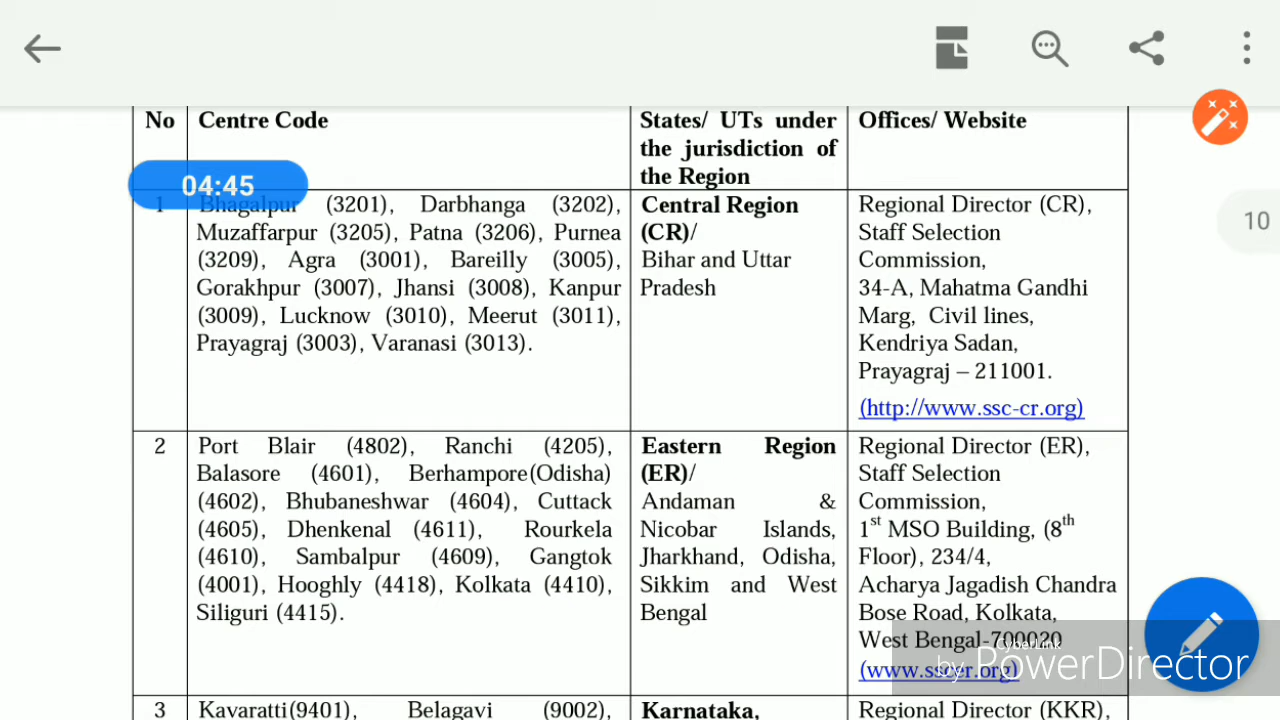 No
Centre Code
States/ UTs under
the jurisdiction of
the Region
Offices/ Website
10
04:45
1
Bhagalpur (3201), Darbhanga (3202),
Muzaffarpur (3205), Patna (3206), Purnea
(3209), Agra (3001), Bareilly (3005),
Gorakhpur (3007), Jhansi (3008), Kanpur
(3009), Lucknow (3010), Meerut (3011),
Prayagraj (3003), Varanasi (3013).
Central Region
(CR)/
Bihar and Uttar
Pradesh
Regional Director (CR),
Staff Selection
Commission,
34-A, Mahatma Gandhi
Marg, Civil lines,
Kendriya Sadan,
Prayagraj – 211001.
(http://www.ssc-cr.org)
2
Port Blair (4802), Ranchi (4205),
Balasore (4601), Berhampore(Odisha)
(4602), Bhubaneshwar (4604), Cuttack
(4605), Dhenkenal (4611), Rourkela
(4610), Sambalpur (4609), Gangtok
(4001), Hooghly (4418), Kolkata (4410),
Siliguri (4415).
Eastern Region
(ER)/
Andaman &
Nicobar Islands,
Jharkhand, Odisha,
Sikkim and West
Bengal
Regional Director (ER),
Staff Selection
Commission,
1st MSO Building, (8th
Floor), 234/4,
Acharya Jagadish Chandra
Bose Road, Kolkata,
West Bengal-700020
(www.sscer.org)
3
Kavaratti(9401), Belagavi (9002),
Karnataka,
Regional Director (KKR),
CyberLink
by PowerDirector